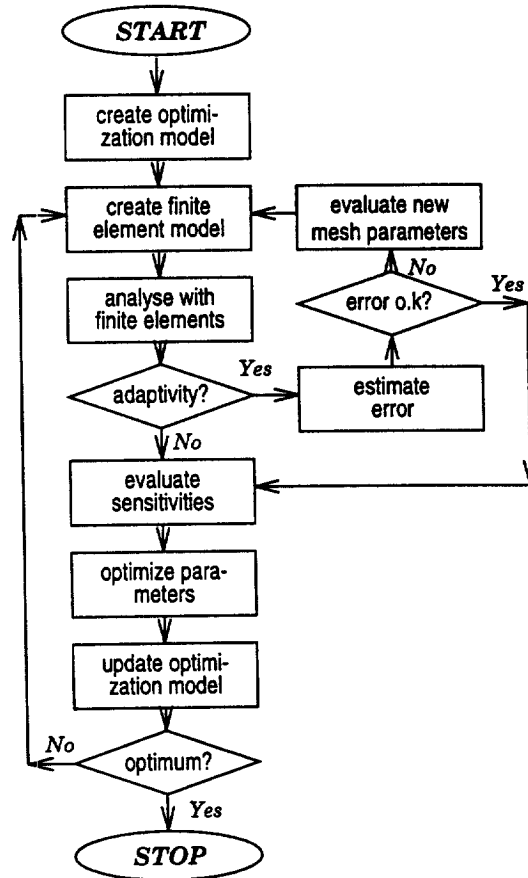 START
create optimi-
zation model
create finite
element model
evaluate new
mesh parameters
No
Yes
analyse with
finite elements
error o.k?
adaptivity?
Yes
estimate
error
No
evaluate
sensitivities
optimize para-
meters
update optimi-
zation model
No
optimum?
Yes
STOP